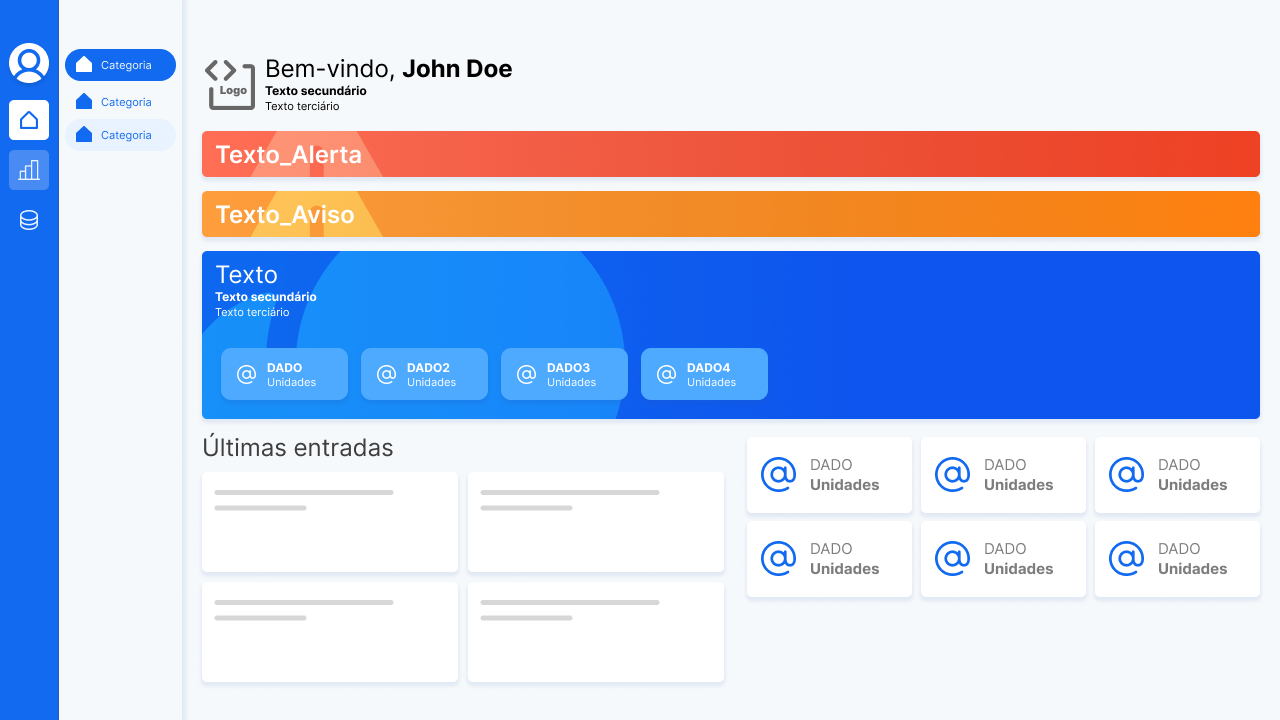 Categoria
Categoria
Categoria
Logo
Bem-vindo, John Doe
Texto secundário
Texto terciário
Texto_Alerta
Texto_Aviso
Texto
Texto secundário
Texto terciário
DADO
Unidades
DADO2
Unidades
DADO3
Unidades
DADO4
Unidades
Últimas entradas
DADO
Unidades
DADO
Unidades
DADO
Unidades
DADO
Unidades
DADO
Unidades
DADO
Unidades